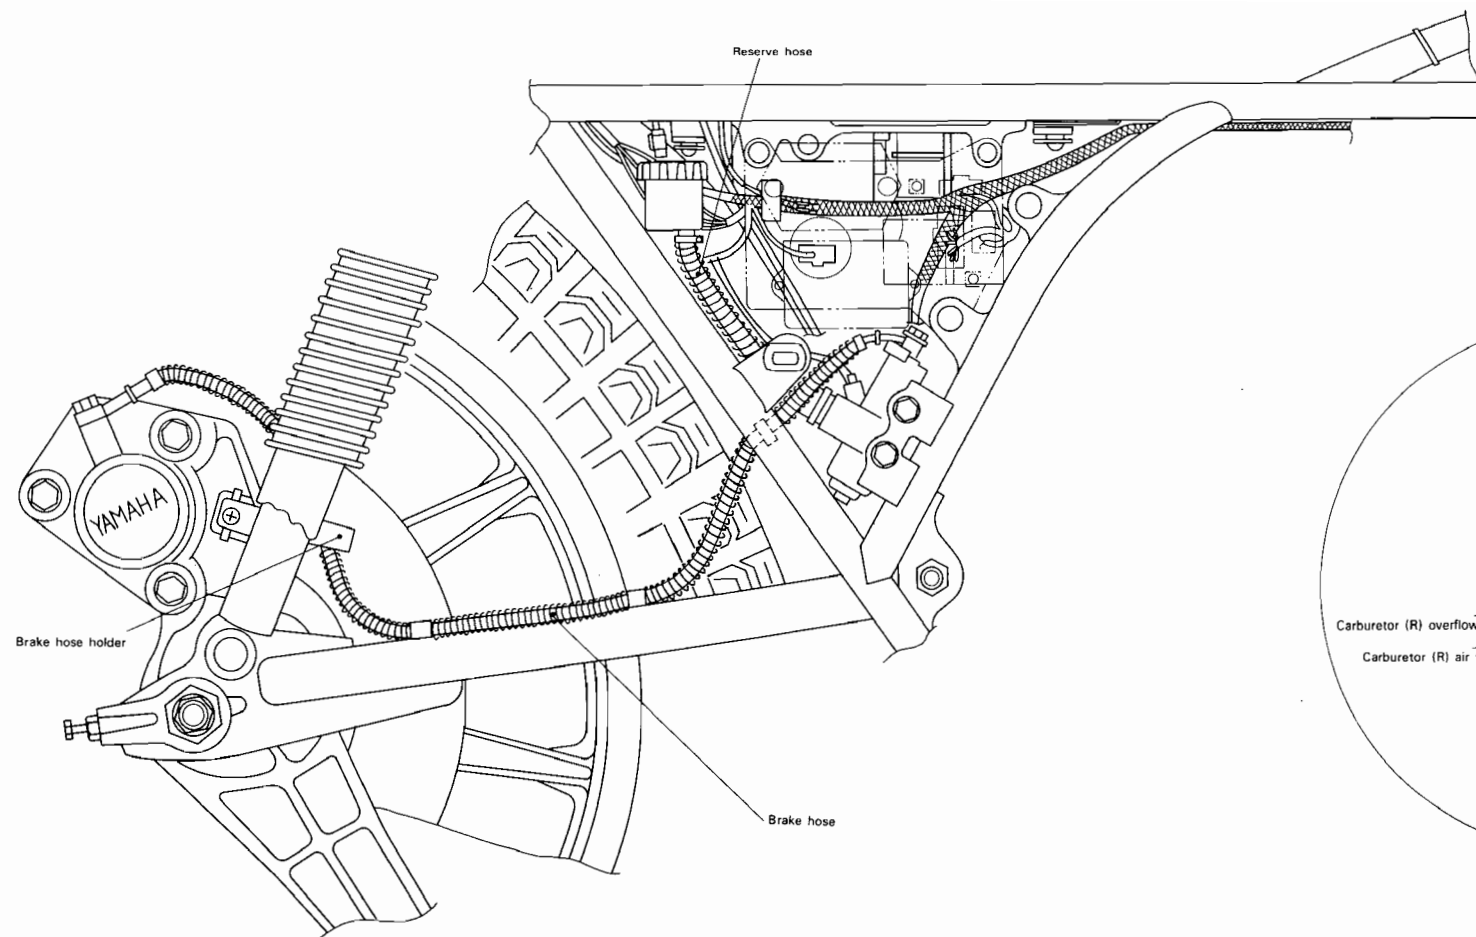 Reserve hose
YAMAHA
Brake hose holder
Carburetor (R) overflow
Carburetor (R) air
Brake hose